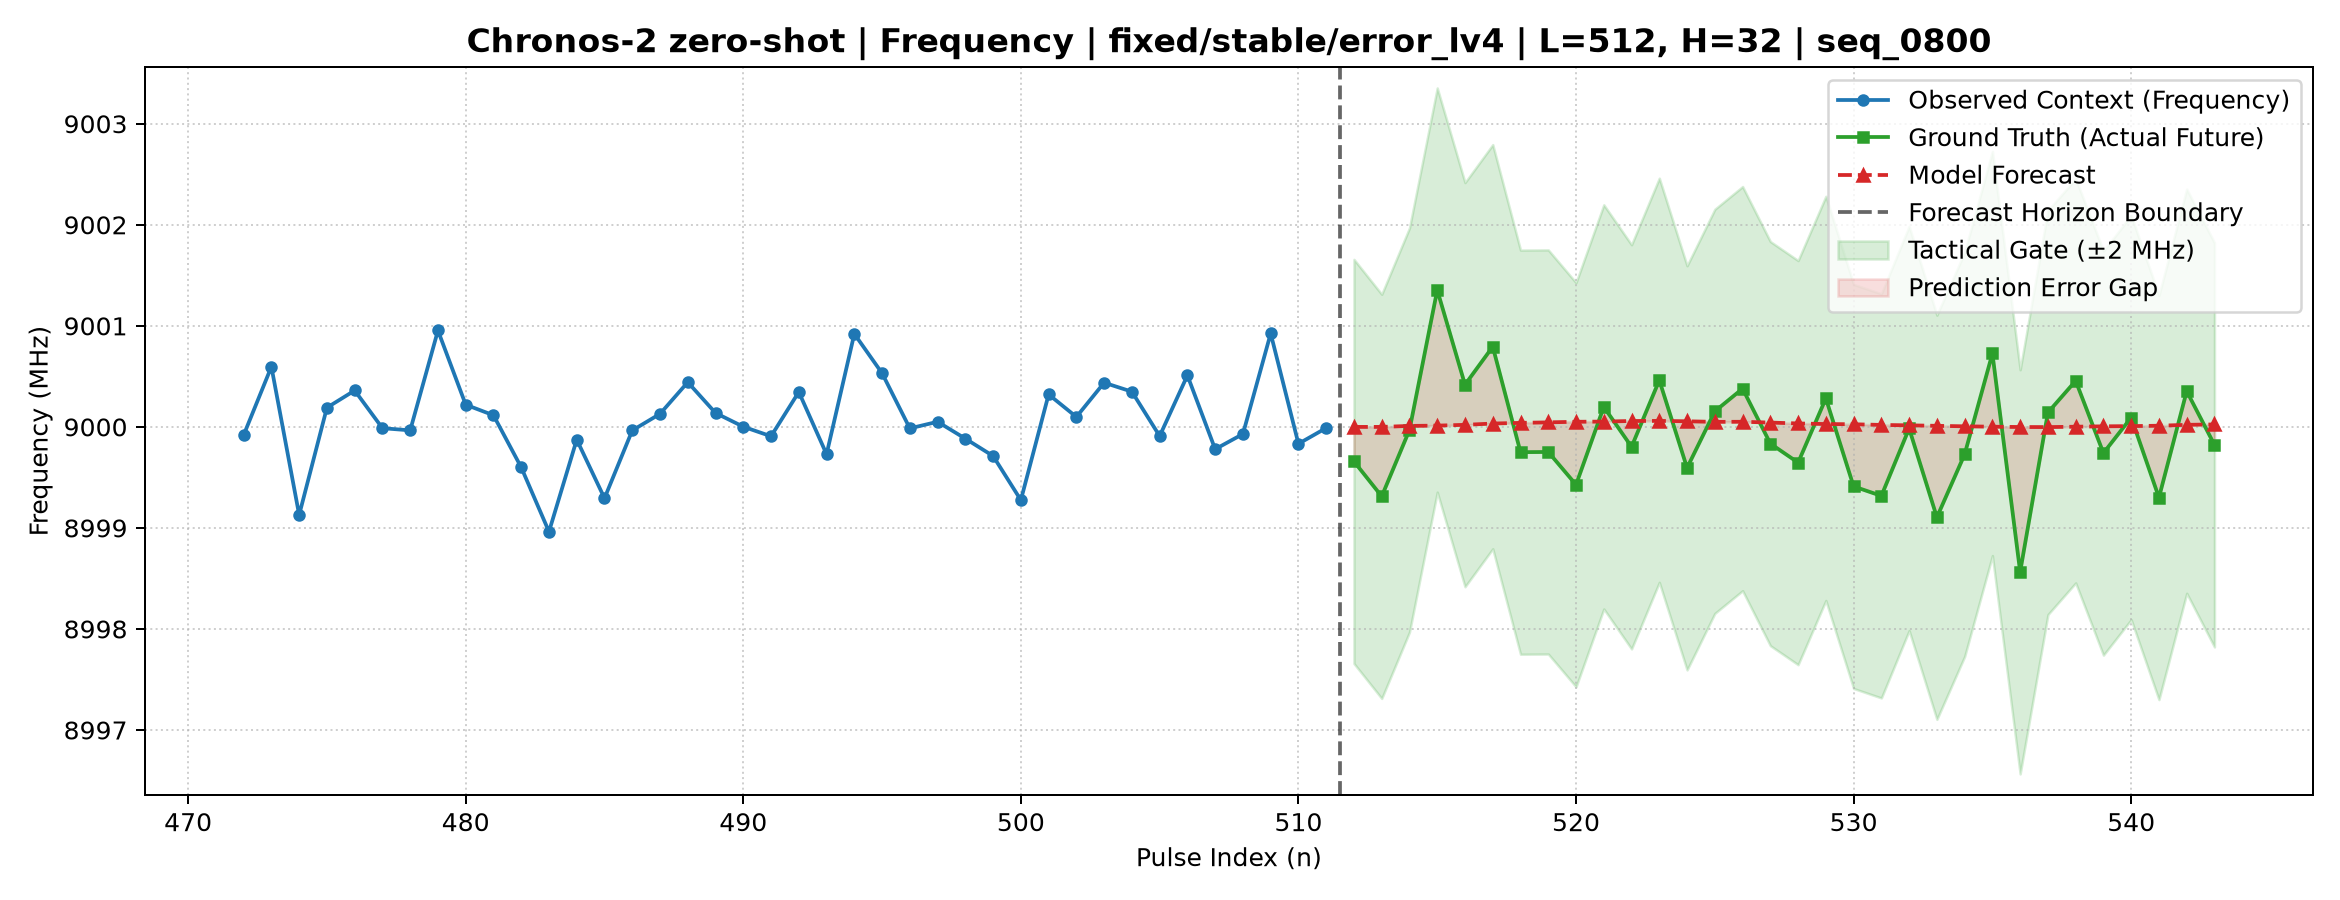 Chronos-2 zero-shot | Frequency | fixed/stable/error_lv4 | L=512, H=32 | seq_0800
Frequency (MHz)
9003
9002
9001
9000
8999
8998
8997
Observed Context (Frequency)
Ground Truth (Actual Future)
Model Forecast
Forecast Horizon Boundary
Tactical Gate (±2 MHz)
Prediction Error Gap
470 480 490 500 510 520 530 540
Pulse Index (n)